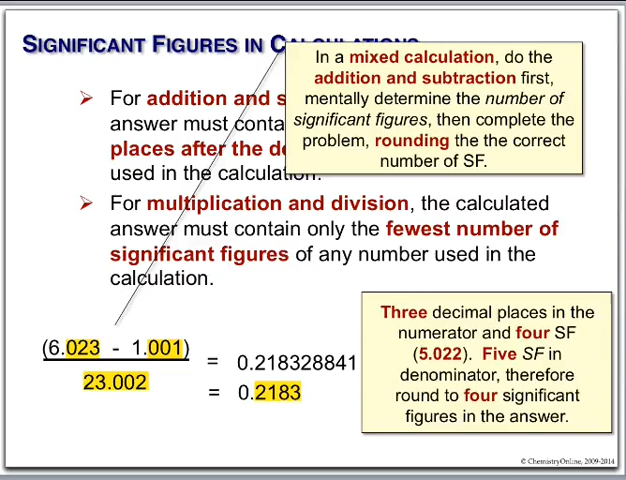 SIGNIFICANT FIGURES IN CALCULATIONS
In a mixed calculation, do the
addition and subtraction first,
mentally determine the number of
significant figures, then complete the
problem, rounding the the correct
number of SF.
For addition and s
answer must conta
places after the de
used in the calculation.
For multiplication and division, the calculated
answer must contain only the fewest number of
significant figures of any number used in the
calculation.
(6.023 - 1.001)
23.002
= 0.218328841
= 0.2183
Three decimal places in the
numerator and four SF
(5.022). Five SF in
denominator, therefore
round to four significant
figures in the answer.
© ChemistryOnline, 2009-2014